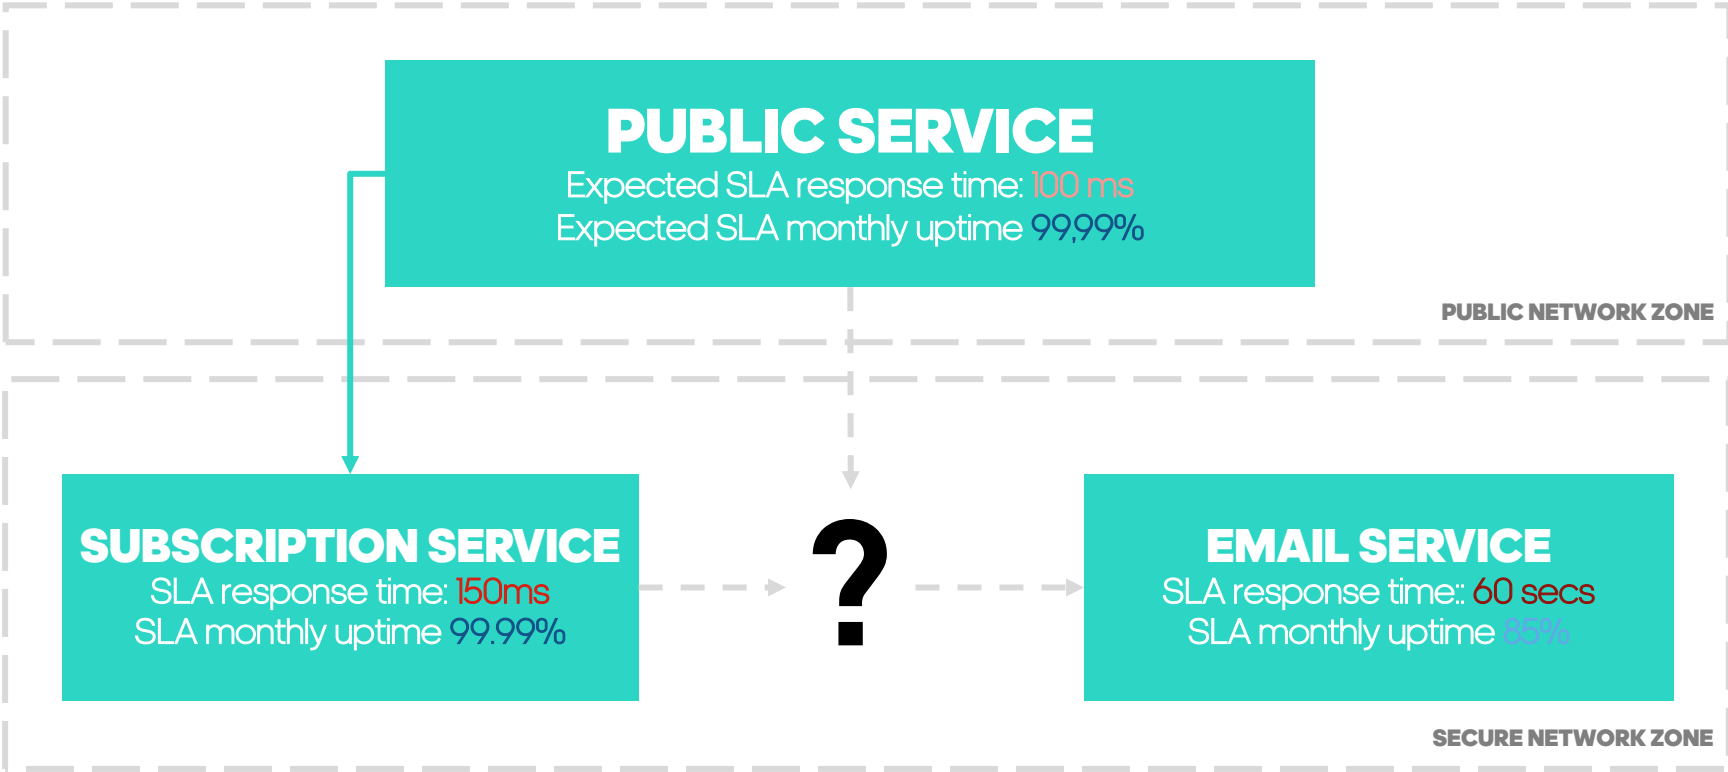 PUBLIC SERVICE
Expected SLA response time: 100 ms
Expected SLA monthly uptime 99,99%
PUBLIC NETWORK ZONE
SUBSCRIPTION SERVICE
SLA response time: 150ms
SLA monthly uptime 99.99%
?
EMAIL SERVICE
SLA response time:: 60 secs
SLA monthly uptime 85%
SECURE NETWORK ZONE